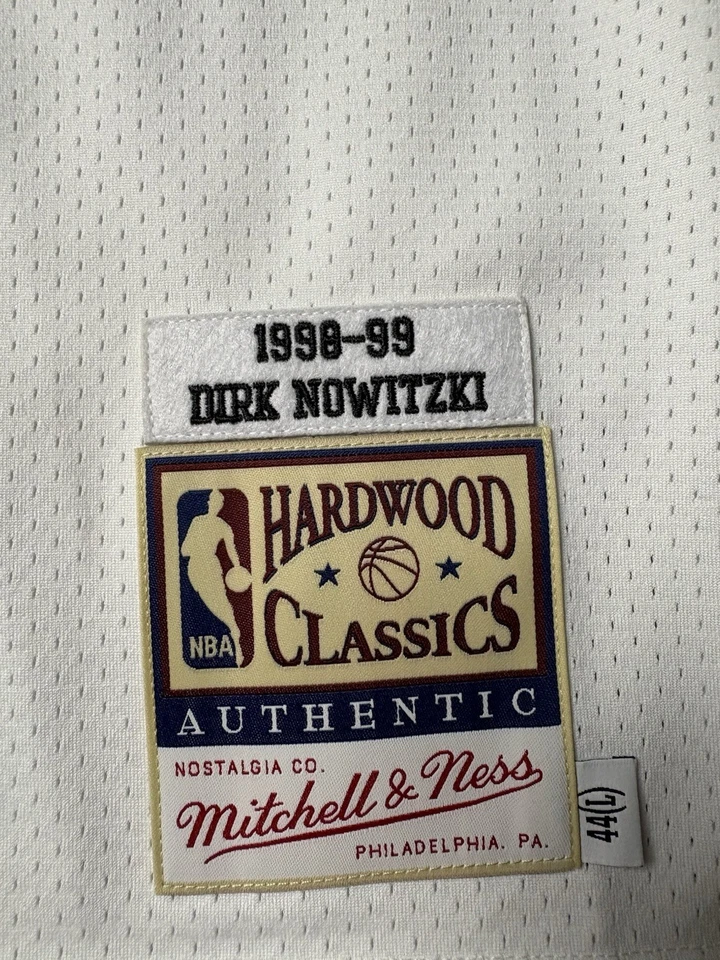 1998-99
DIRK NOWITZKI
HARDWOOD
CLASSICS
NBA
AUTHENTIC
NOSTALGIA CO.
Mitchell & Ness
PHILADELPHIA. PA.
44(L)